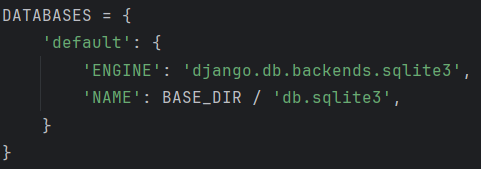 DATABASES = {
    'default': {
        'ENGINE': 'django.db.backends.sqlite3',
        'NAME': BASE_DIR / 'db.sqlite3',
    }
}